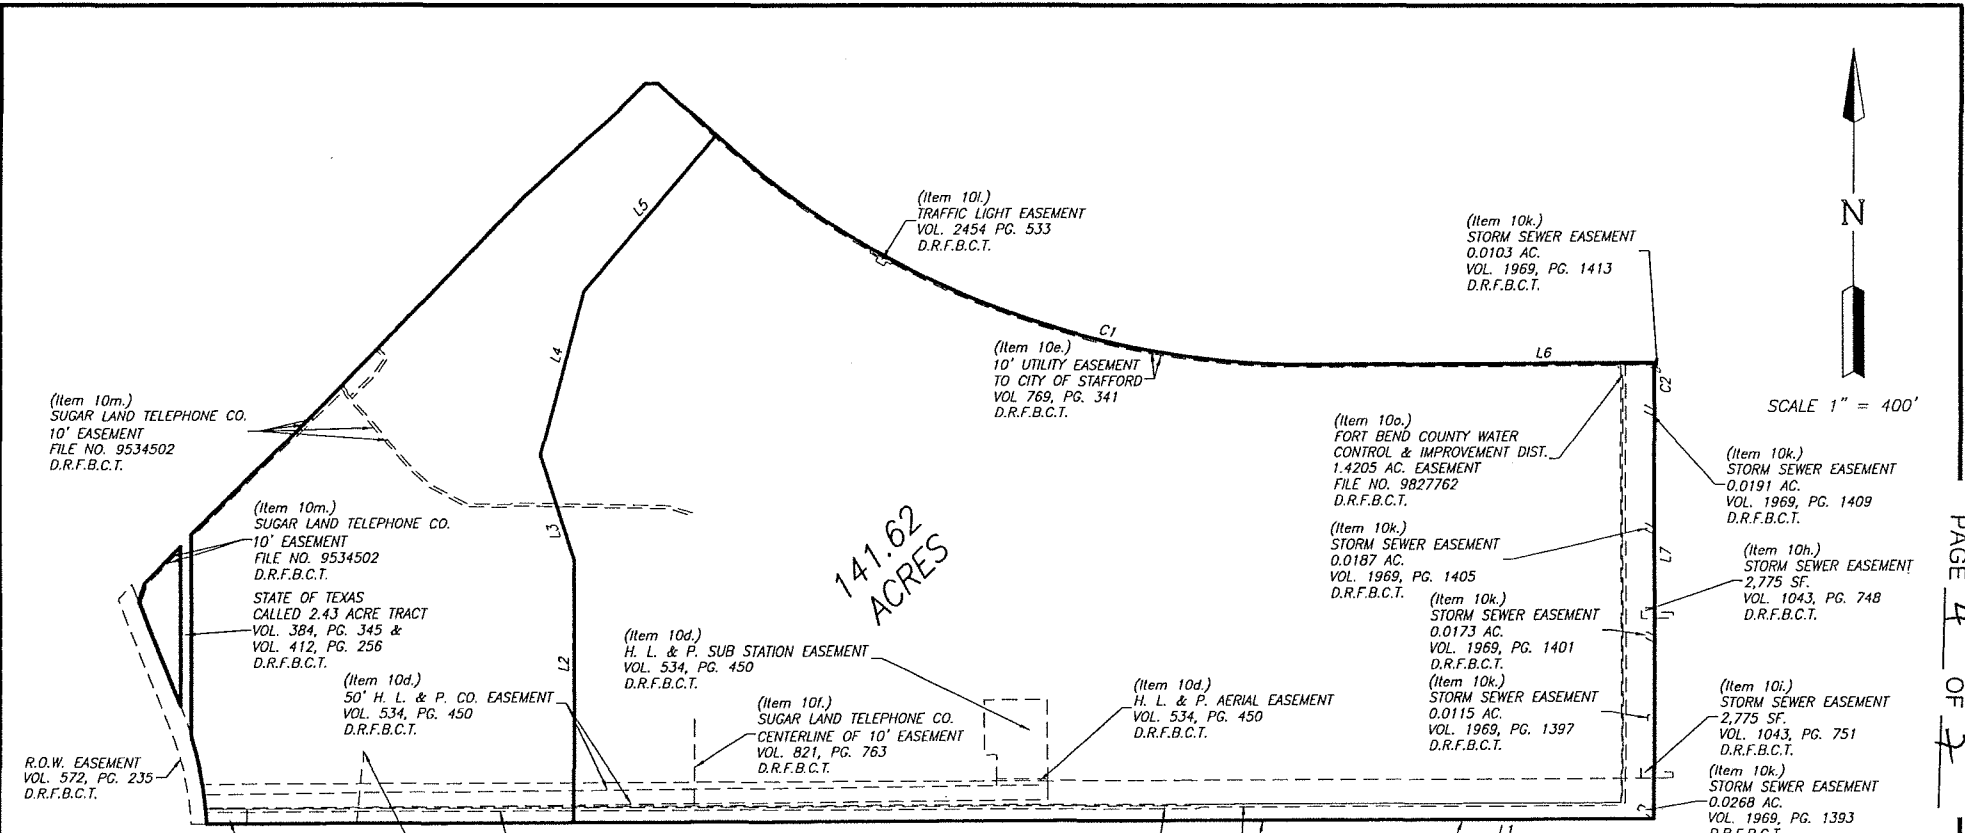 (Item 10l.)
TRAFFIC LIGHT EASEMENT
VOL. 2454 PG. 533
D.R.F.B.C.T.
(Item 10k.)
STORM SEWER EASEMENT
0.0103 AC.
VOL. 1969, PG. 1413
D.R.F.B.C.T.
N
SCALE 1" = 400'
L5
L4
C1
L6
C2
(Item 10e.)
10' UTILITY EASEMENT
TO CITY OF STAFFORD
VOL 769, PG. 341
D.R.F.B.C.T.
(Item 10m.)
SUGAR LAND TELEPHONE CO.
10' EASEMENT
FILE NO. 9534502
D.R.F.B.C.T.
(Item 10o.)
FORT BEND COUNTY WATER
CONTROL & IMPROVEMENT DIST.
1.4205 AC. EASEMENT
FILE NO. 9827762
D.R.F.B.C.T.
(Item 10k.)
STORM SEWER EASEMENT
0.0191 AC.
VOL. 1969, PG. 1409
D.R.F.B.C.T.
(Item 10m.)
SUGAR LAND TELEPHONE CO.
10' EASEMENT
FILE NO. 9534502
D.R.F.B.C.T.
L3
141.62
ACRES
(Item 10k.)
STORM SEWER EASEMENT
0.0187 AC.
VOL. 1969, PG. 1405
D.R.F.B.C.T.
L7
(Item 10h.)
STORM SEWER EASEMENT
2,775 SF.
VOL. 1043, PG. 748
D.R.F.B.C.T.
STATE OF TEXAS
CALLED 2.43 ACRE TRACT
VOL. 384, PG. 345 &
VOL. 412, PG. 256
D.R.F.B.C.T.
(Item 10k.)
STORM SEWER EASEMENT
0.0173 AC.
VOL. 1969, PG. 1401
D.R.F.B.C.T.
(Item 10d.)
H. L. & P. SUB STATION EASEMENT
VOL. 534, PG. 450
D.R.F.B.C.T.
L2
(Item 10d.)
50' H. L. & P. CO. EASEMENT
VOL. 534, PG. 450
D.R.F.B.C.T.
(Item 10f.)
SUGAR LAND TELEPHONE CO.
CENTERLINE OF 10' EASEMENT
VOL. 821, PG. 763
D.R.F.B.C.T.
(Item 10d.)
H. L. & P. AERIAL EASEMENT
VOL. 534, PG. 450
D.R.F.B.C.T.
(Item 10k.)
STORM SEWER EASEMENT
0.0115 AC.
VOL. 1969, PG. 1397
D.R.F.B.C.T.
(Item 10i.)
STORM SEWER EASEMENT
2,775 SF.
VOL. 1043, PG. 751
D.R.F.B.C.T.
R.O.W. EASEMENT
VOL. 572, PG. 235
D.R.F.B.C.T.
(Item 10k.)
STORM SEWER EASEMENT
0.0268 AC.
VOL. 1969, PG. 1393
D.R.F.B.C.T.
L1
PAGE 4 OF 7